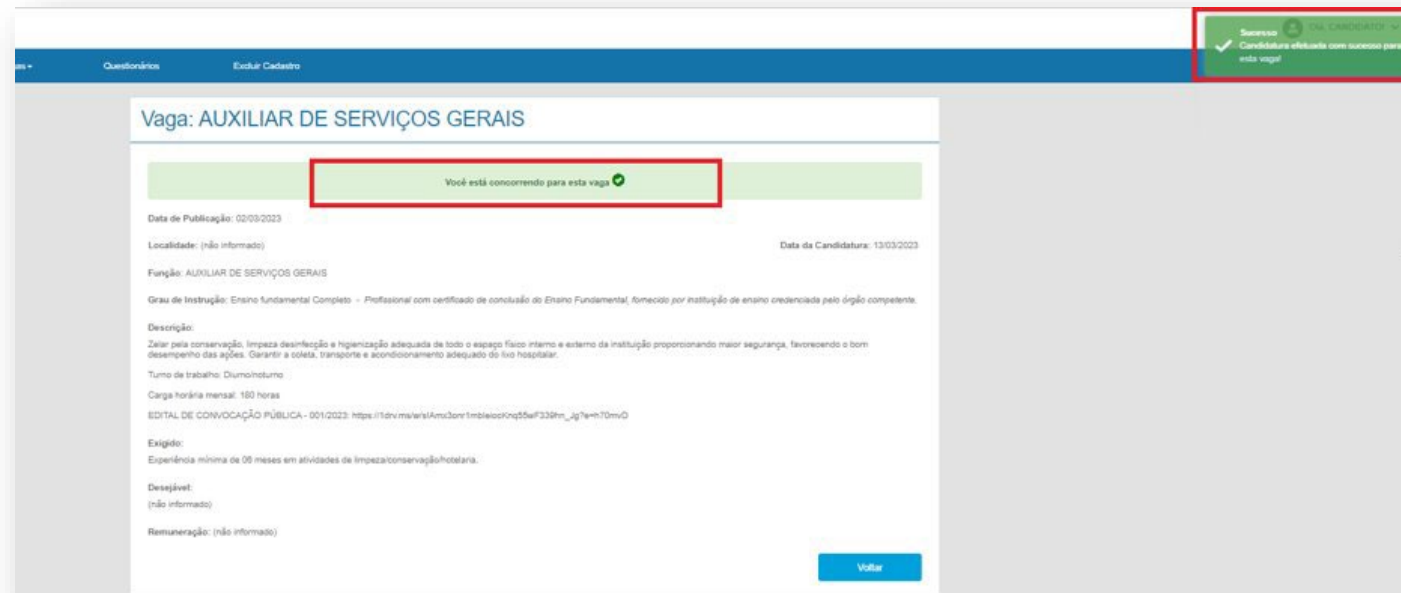 OLÁ, CANDIDATO!
Sucesso
Candidatura efetuada com sucesso para
esta vaga!
Questionários Excluir Cadastro
Vaga: AUXILIAR DE SERVIÇOS GERAIS
Você está concorrendo para esta vaga
Data de Publicação: 02/03/2023
Localidade: (não informado) Data da Candidatura: 13/03/2023
Função: AUXILIAR DE SERVIÇOS GERAIS
Grau de Instrução: Ensino fundamental Completo - Profissional com certificado de conclusão do Ensino Fundamental, fornecido por instituição de ensino credenciada pelo órgão competente.
Descrição:
Zelar pela conservação, limpeza desinfecção e higienização adequada de todo o espaço físico interno e externo da instituição proporcionando maior segurança, favorecendo o bom
desempenho das ações. Garantir a coleta, transporte e acondicionamento adequado do lixo hospitalar.
Turno de trabalho: Diurno/noturno
Carga horária mensal: 180 horas
EDITAL DE CONVOCAÇÃO PÚBLICA - 001/2023:
Exigido:
Experiência mínima de 06 meses em atividades de limpeza/conservação/hotelaria.
Desejável:
(não informado)
Remuneração: (não informado)
Voltar